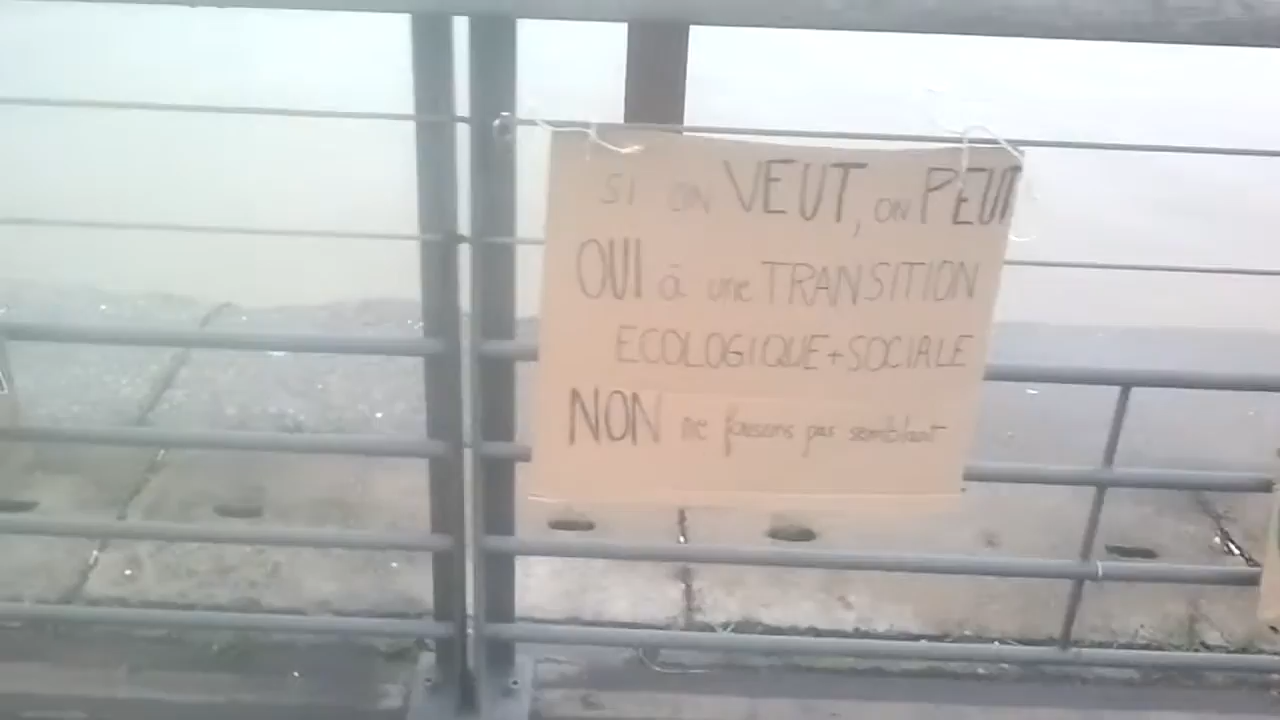 SI ON VEUT, ON PEUT
OUI à une TRANSITION
ECOLOGIQUE + SOCIALE
NON ne faisons pas semblant